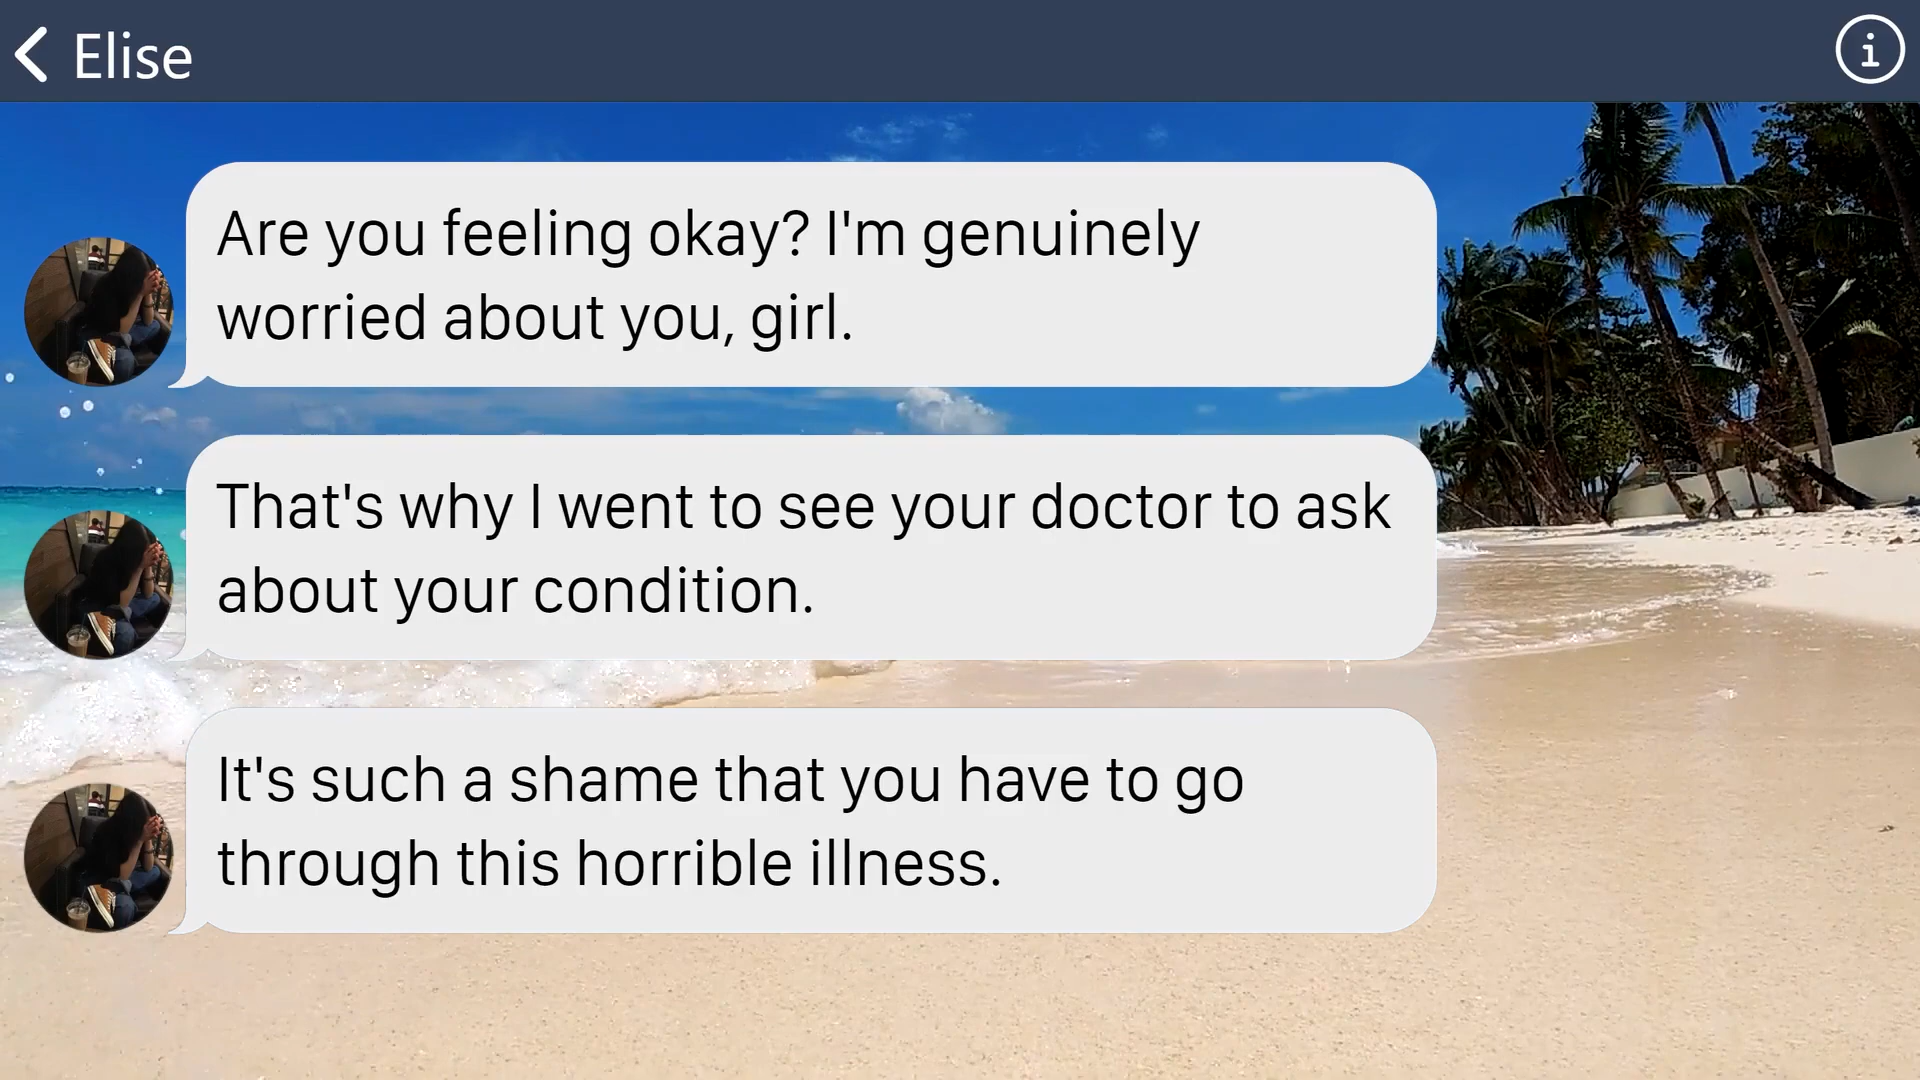 Elise
Are you feeling okay? I'm genuinely
worried about you, girl.
That's why I went to see your doctor to ask
about your condition.
It's such a shame that you have to go
through this horrible illness.